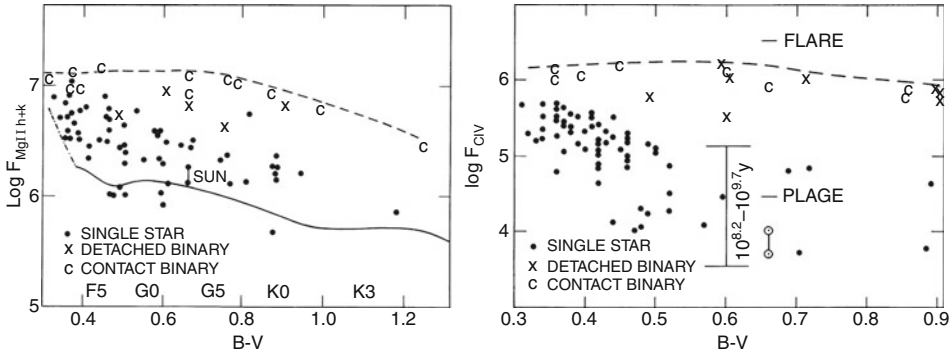 Log F MgII h+k
7
6
5
SUN
SINGLE STAR
x DETACHED BINARY
c CONTACT BINARY
F5 G0 G5 K0 K3
0.4 0.6 0.8 1.0 1.2
B-V
log F CIV
6
5
4
FLARE
PLAGE
10^8.2–10^9.7y
SINGLE STAR
x DETACHED BINARY
c CONTACT BINARY
0.3 0.4 0.5 0.6 0.7 0.8 0.9
B-V